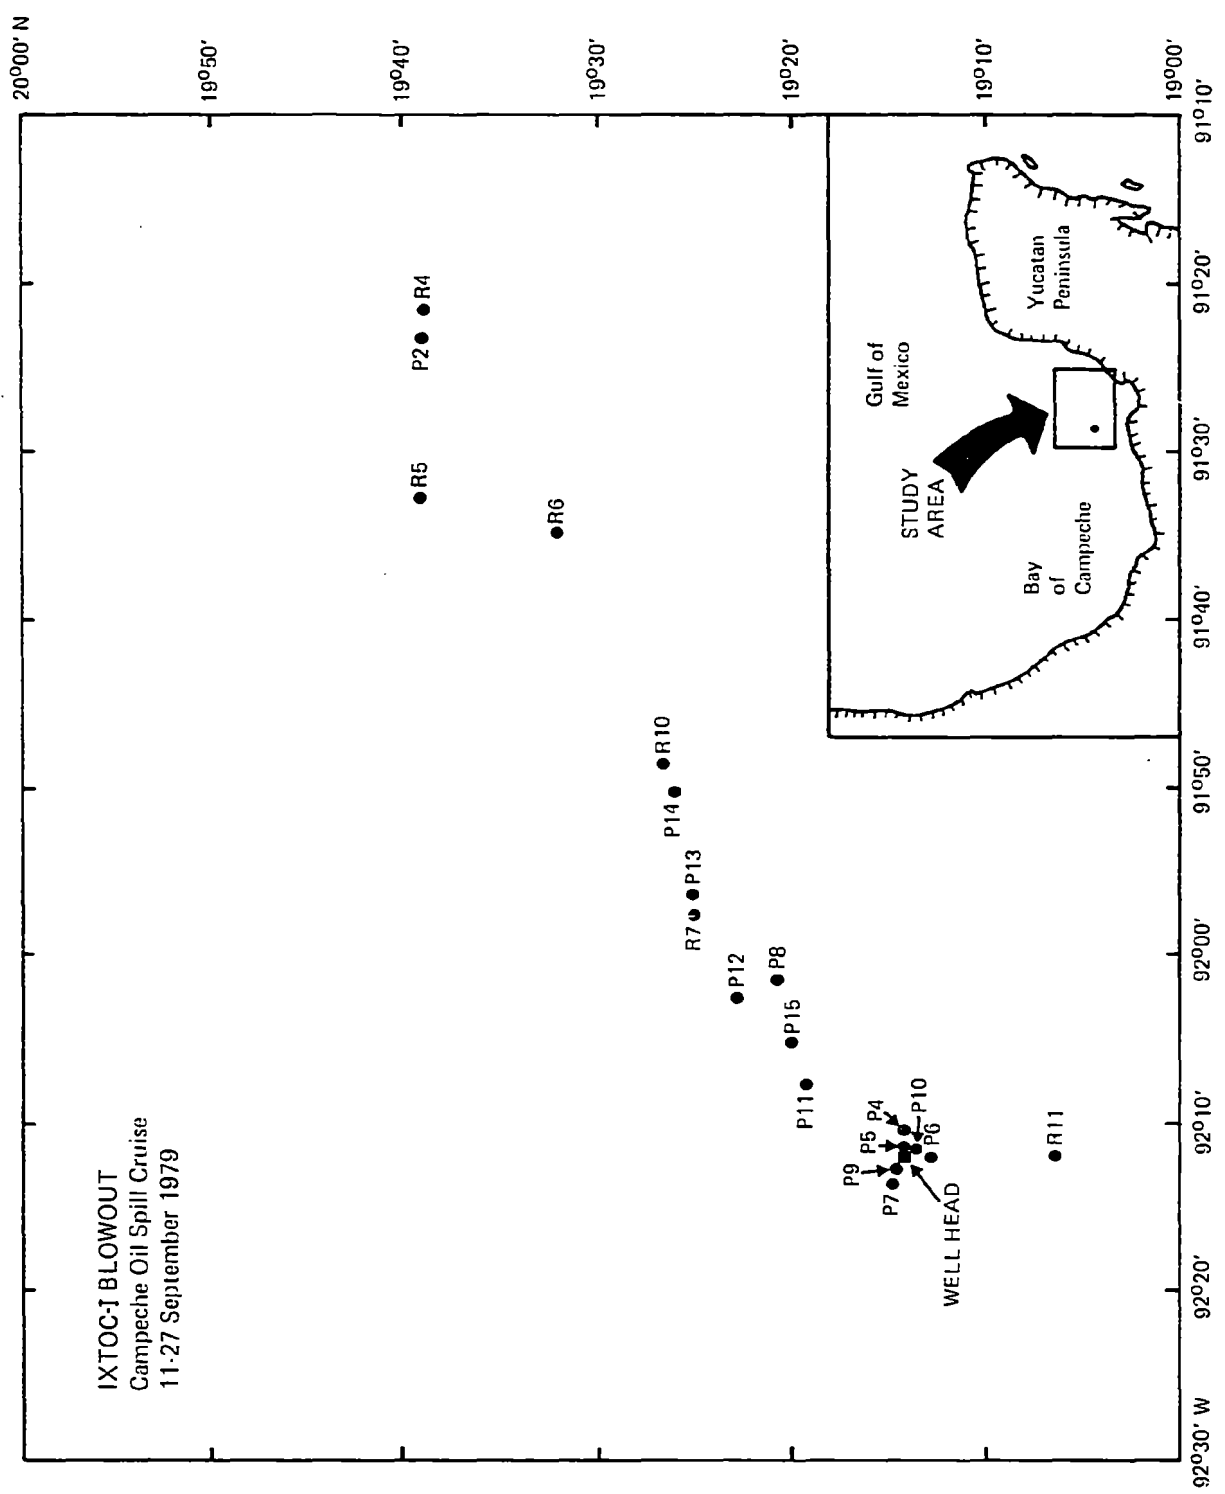 IXTOC-I BLOWOUT
Campeche Oil Spill Cruise
11-27 September 1979
20°00' N
19°50'
19°40'
19°30'
19°20'
19°10'
19°00'
92°30' W
92°20'
92°10'
92°00'
91°50'
91°40'
91°30'
91°20'
91°10'
R4
P2
R5
R6
R10
P14
P13
R7
P12
P8
P15
P11
P4
P5
P10
P9
P6
P7
WELL HEAD
R11
Gulf of
Mexico
STUDY
AREA
Yucatan
Peninsula
Bay
of
Campeche